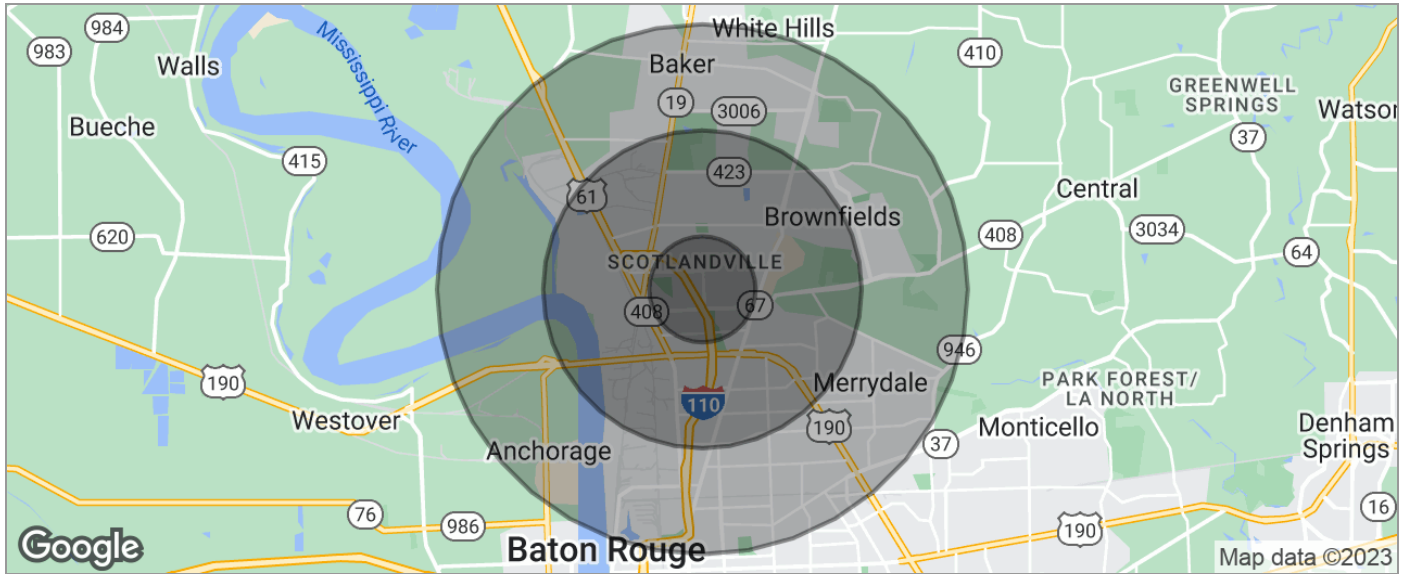 White Hills
984
410
983
Walls
Baker
Mississippi River
GREENWELL
SPRINGS
19
3006
Watson
Bueche
37
415
423
61
Central
Brownfields
620
408
3034
64
SCOTLANDVILLE
408
67
946
190
PARK FOREST/
LA NORTH
Merrydale
110
Westover
190
Monticello
Denham
Springs
37
Anchorage
76
986
16
190
Google
Baton Rouge
Map data ©2023